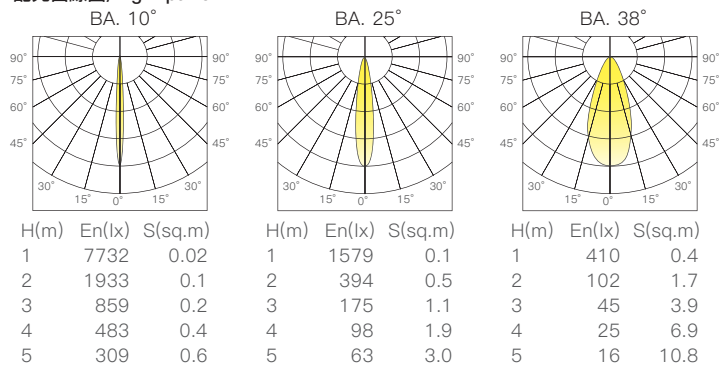 BA. 10°
90° 90°
75° 75°
60° 60°
45° 45°
30° 30°
15° 15°
0°
H(m) En(lx) S(sq.m)
1 7732 0.02
2 1933 0.1
3 859 0.2
4 483 0.4
5 309 0.6
BA. 25°
90° 90°
75° 75°
60° 60°
45° 45°
30° 30°
15° 15°
0°
H(m) En(lx) S(sq.m)
1 1579 0.1
2 394 0.5
3 175 1.1
4 98 1.9
5 63 3.0
BA. 38°
90° 90°
75° 75°
60° 60°
45° 45°
30° 30°
15° 15°
0°
H(m) En(lx) S(sq.m)
1 410 0.4
2 102 1.7
3 45 3.9
4 25 6.9
5 16 10.8